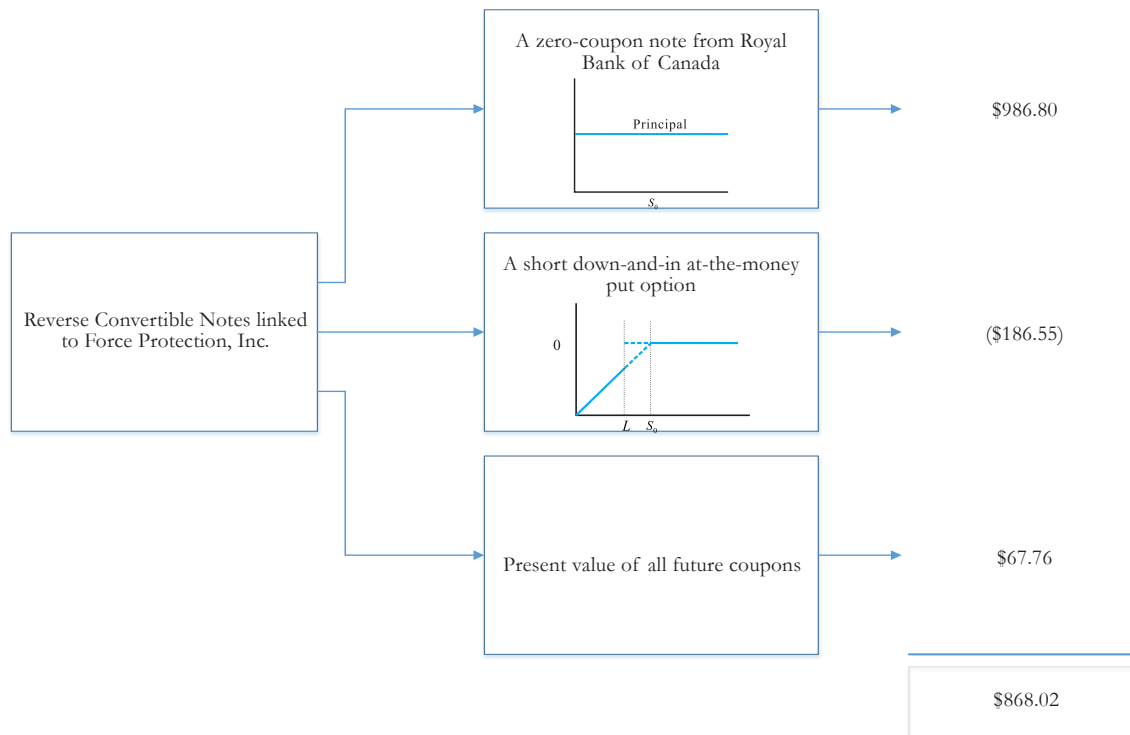 A zero-coupon note from Royal
Bank of Canada
Principal
S₀
$986.80
Reverse Convertible Notes linked
to Force Protection, Inc.
A short down-and-in at-the-money
put option
0
L S₀
($186.55)
Present value of all future coupons
$67.76
$868.02